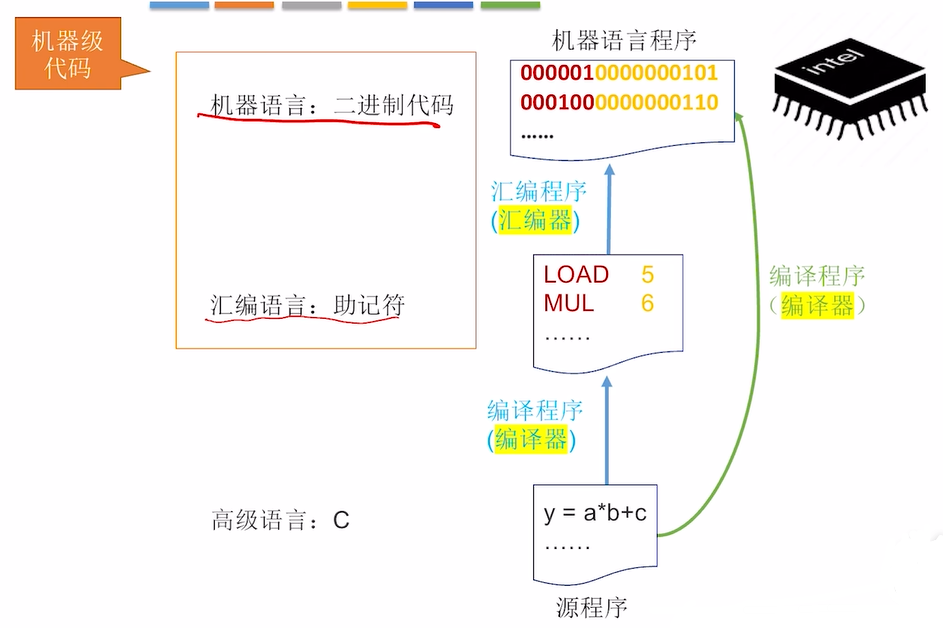 机器级
代码
机器语言：二进制代码
汇编语言：助记符
高级语言：C
机器语言程序
0000010000000101
0001000000000110
……
intel
汇编程序
(汇编器)
LOAD 5
MUL 6
……
编译程序
（编译器）
编译程序
(编译器)
y = a*b+c
……
源程序